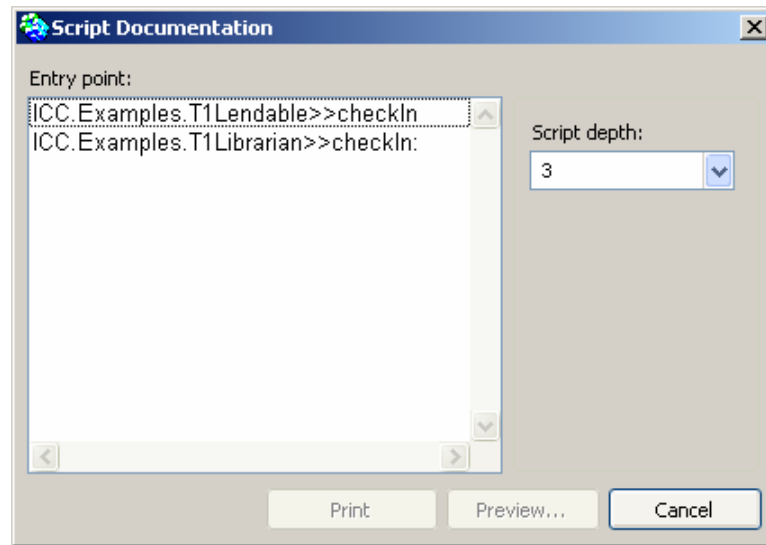 Script Documentation
Entry point:
ICC.Examples.T1Lendable>>checkIn
ICC.Examples.T1Librarian>>checkIn:
Script depth:
3
Print
Preview...
Cancel